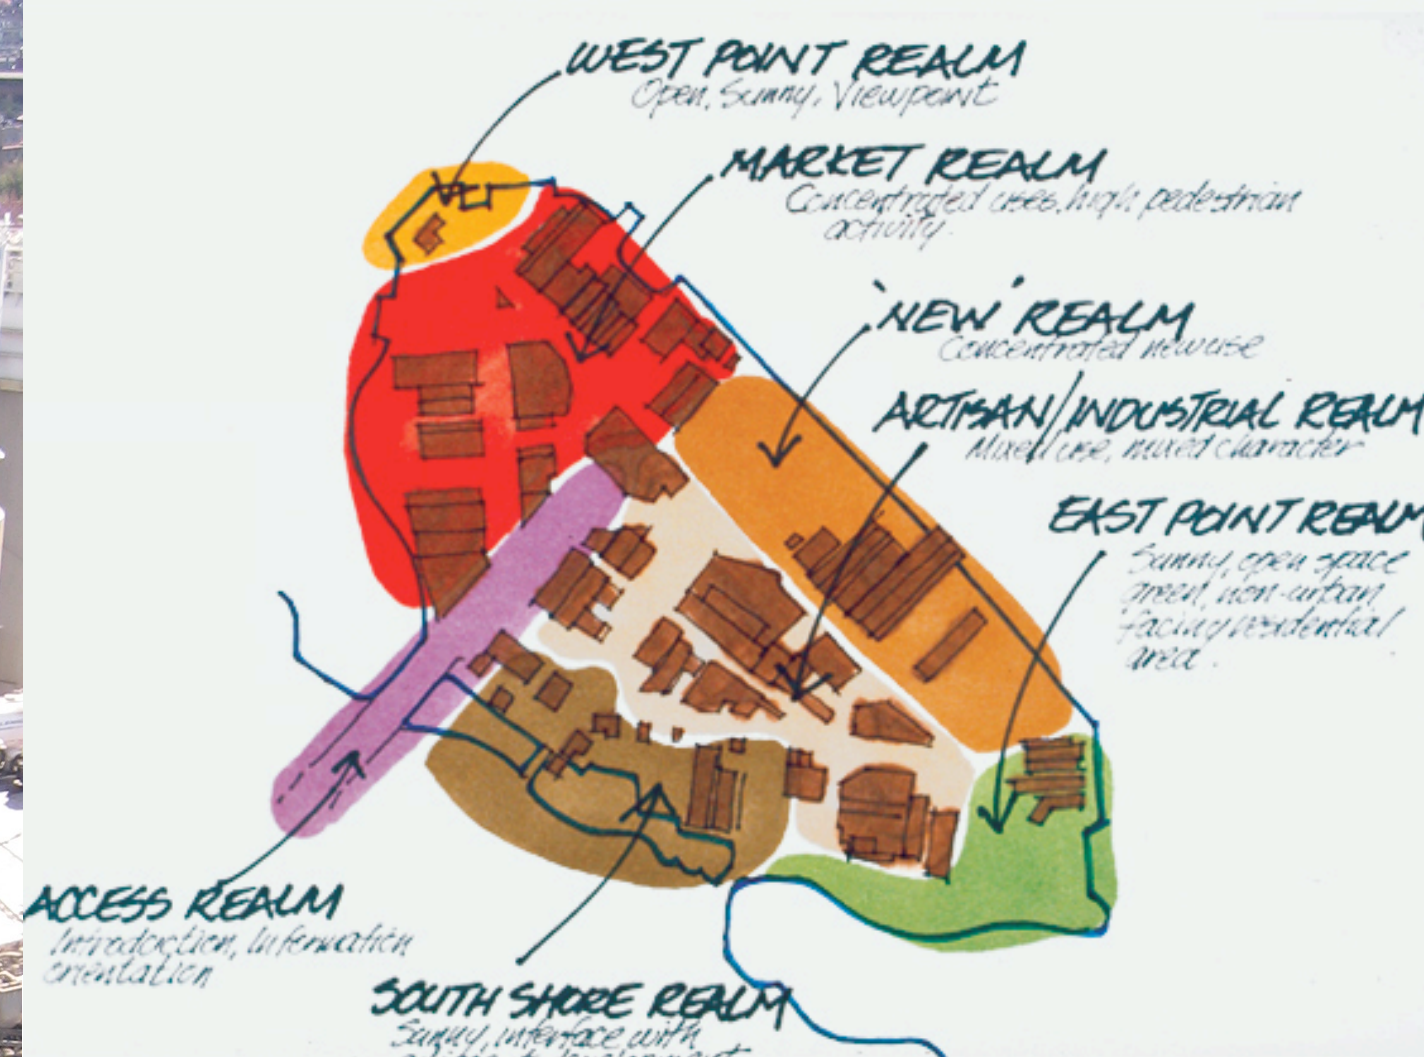 WEST POINT REALM
Open, Sunny, Viewpoint
MARKET REALM
Concentrated uses, high pedestrian
activity.
'NEW' REALM
Concentrated new use
ARTISAN/INDUSTRIAL REALM
Mixed use, mixed character
EAST POINT REALM
Sunny, open space
green, non-urban
facing residential
area.
ACCESS REALM
Introduction, Information
orientation
SOUTH SHORE REALM
Sunny, interface with